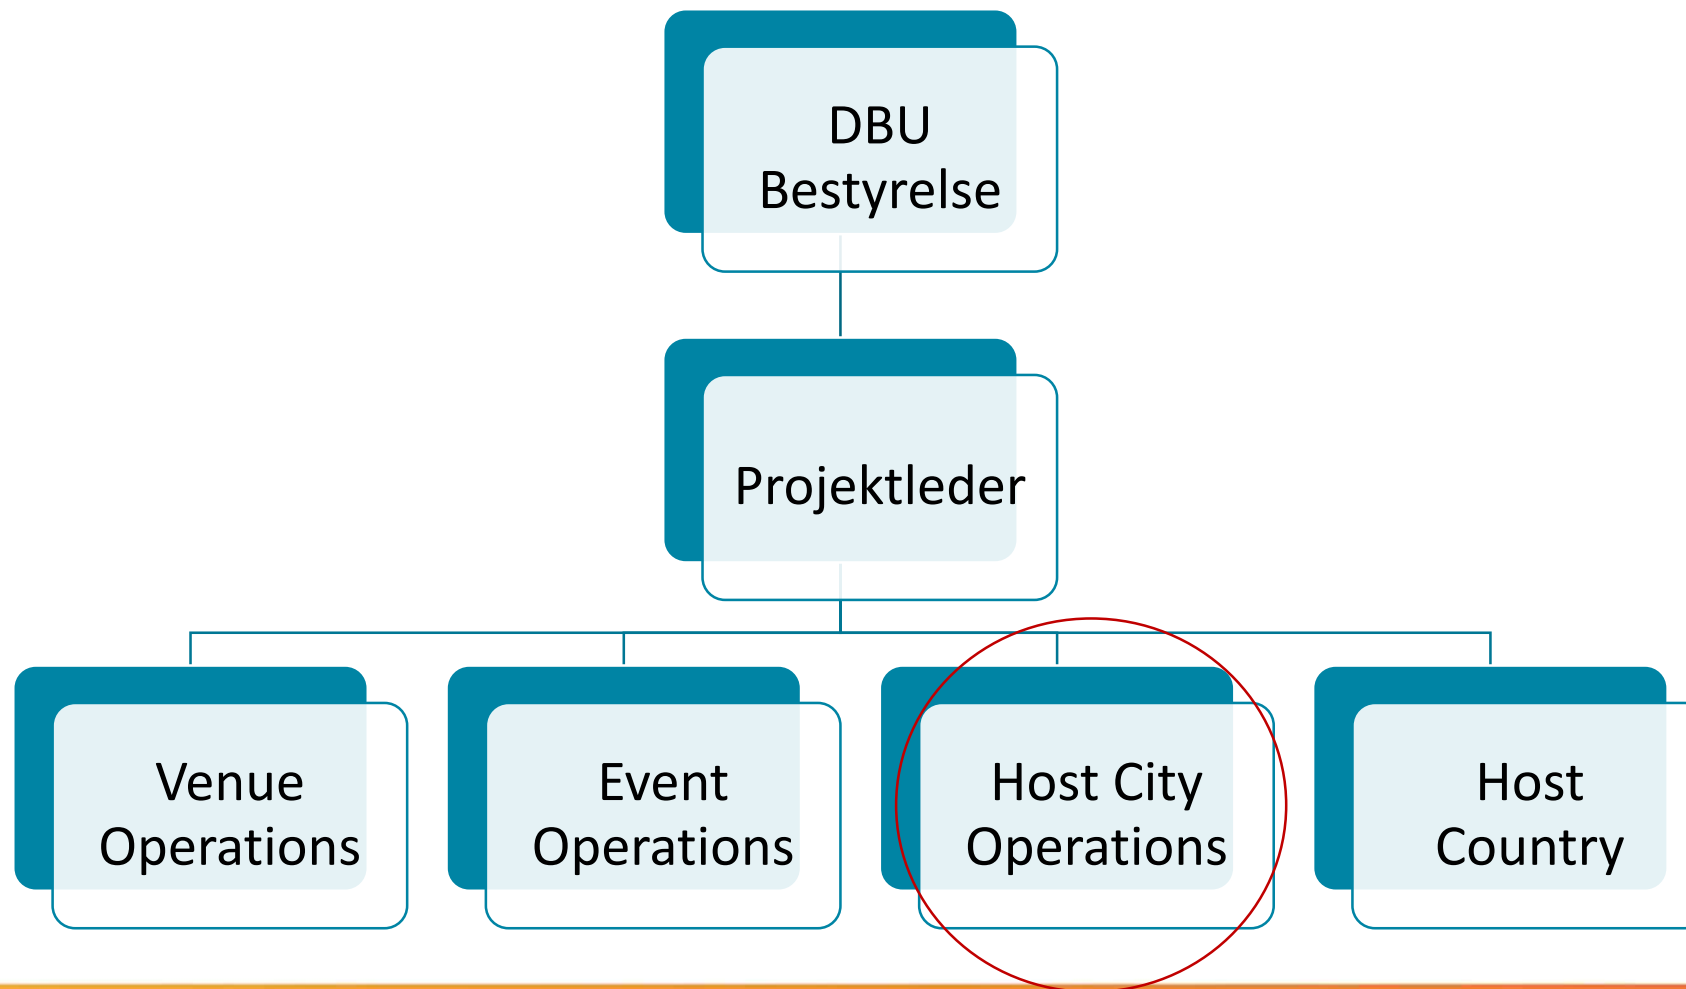 DBU
Bestyrelse
Projektleder
Venue
Operations
Event
Operations
Host City
Operations
Host
Country